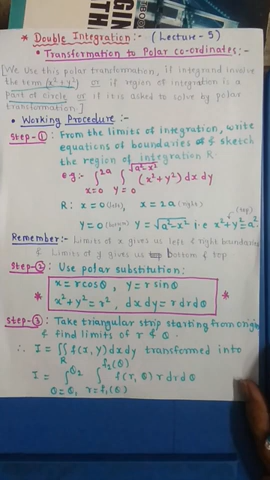 * Double Integration :- (Lecture - 5)
• Transformation to Polar co-ordinates :-
[We Use this polar transformation, if integrand involve
the term (x²+y²) or if region of integration is a
part of circle or if it is asked to solve by polar
transformation]
• Working Procedure :-
Step-① : From the limits of integration, write
equations of boundaries & sketch
the region of integration R.
e.g :- ∫_{x=0}^{2a} ∫_{y=0}^{√a²-x²} (x²+y²) dx dy
R: x = 0 (left), x = 2a (right)
y = 0 (bottom) y = √a²-x² i.e x²+y²=a² (top)
Remember :- Limits of x gives us left & right boundaries
& Limits of y gives us bottom & top
Step-② : Use polar substitution :
* x = r cosθ , y = r sinθ
x²+y² = r² , dx dy = r dr dθ *
Step-③ : Take triangular strip starting from origin
& find limits of r & θ.
∴ I = ∬_R f(x, y) dx dy transformed into
I = ∫_{θ=θ₁}^{θ₂} ∫_{r=f₁(θ)}^{f₂(θ)} f(r, θ) r dr dθ